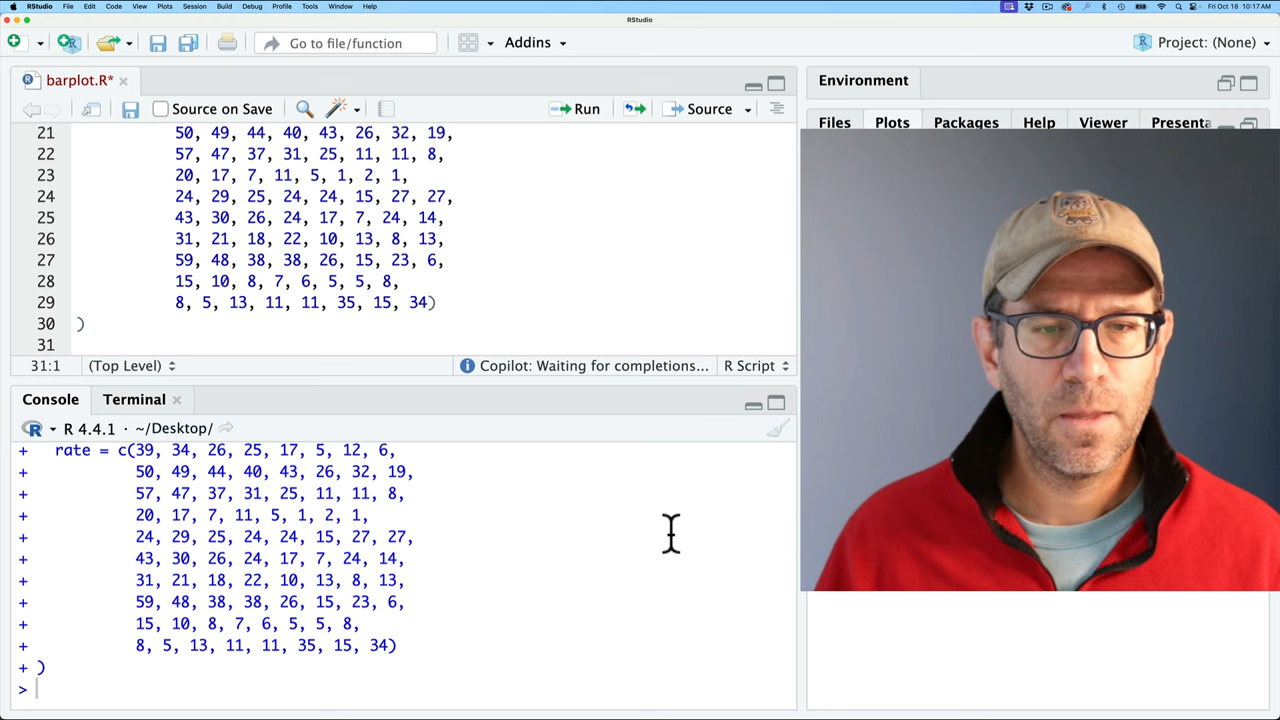 RStudio File Edit Code View Plots Session Build Debug Profile Tools Window Help Fri Oct 18 10:17 AM
RStudio
Go to file/function Addins Project: (None)
barplot.R*
Source on Save Run Source
21 50, 49, 44, 40, 43, 26, 32, 19,
22 57, 47, 37, 31, 25, 11, 11, 8,
23 20, 17, 7, 11, 5, 1, 2, 1,
24 24, 29, 25, 24, 24, 15, 27, 27,
25 43, 30, 26, 24, 17, 7, 24, 14,
26 31, 21, 18, 22, 10, 13, 8, 13,
27 59, 48, 38, 38, 26, 15, 23, 6,
28 15, 10, 8, 7, 6, 5, 5, 8,
29 8, 5, 13, 11, 11, 35, 15, 34)
30 )
31
31:1 (Top Level) Copilot: Waiting for completions... R Script
Console Terminal
R 4.4.1 · ~/Desktop/
+ rate = c(39, 34, 26, 25, 17, 5, 12, 6,
+ 50, 49, 44, 40, 43, 26, 32, 19,
+ 57, 47, 37, 31, 25, 11, 11, 8,
+ 20, 17, 7, 11, 5, 1, 2, 1,
+ 24, 29, 25, 24, 24, 15, 27, 27,
+ 43, 30, 26, 24, 17, 7, 24, 14,
+ 31, 21, 18, 22, 10, 13, 8, 13,
+ 59, 48, 38, 38, 26, 15, 23, 6,
+ 15, 10, 8, 7, 6, 5, 5, 8,
+ 8, 5, 13, 11, 11, 35, 15, 34)
+ )
>
Environment
Files Plots Packages Help Viewer Presenta